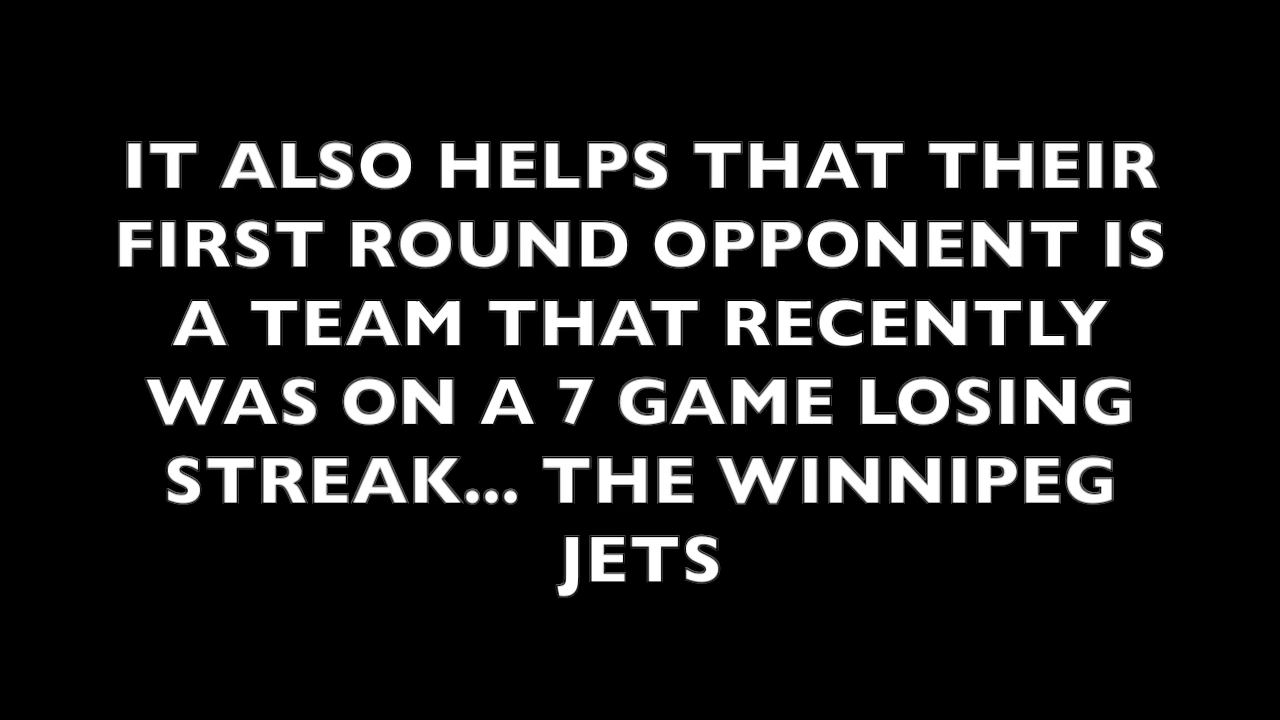 IT ALSO HELPS THAT THEIR
FIRST ROUND OPPONENT IS
A TEAM THAT RECENTLY
WAS ON A 7 GAME LOSING
STREAK... THE WINNIPEG
JETS